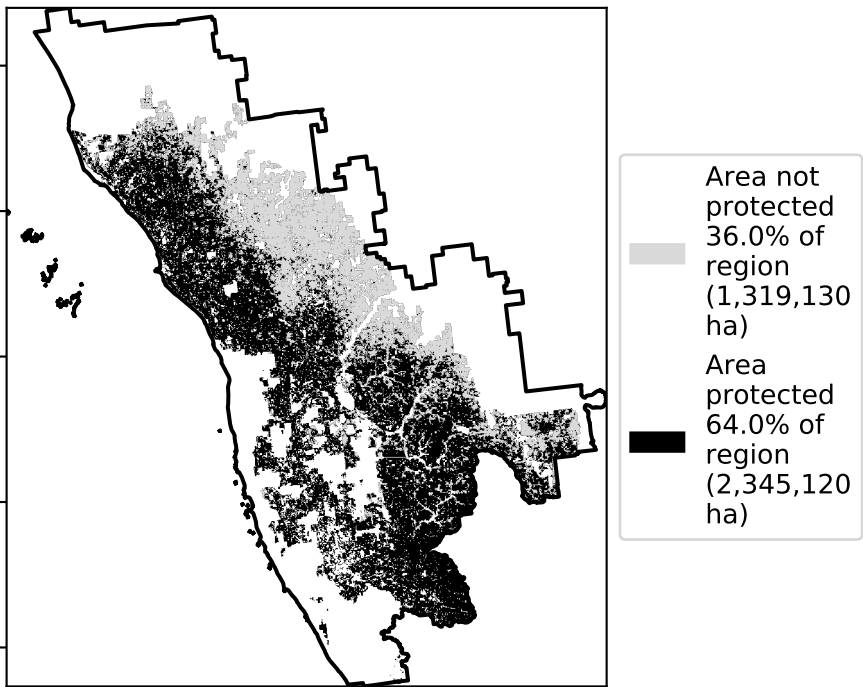 Area not
protected
36.0% of
region
(1,319,130
ha)
Area
protected
64.0% of
region
(2,345,120
ha)